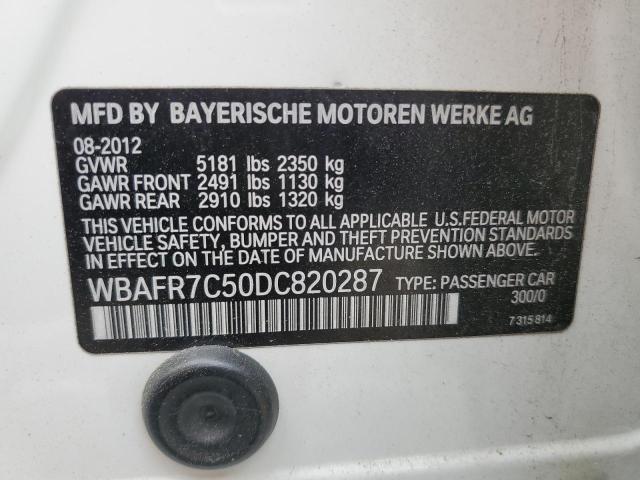 MFD BY BAYERISCHE MOTOREN WERKE AG
08-2012
GVWR 5181 lbs 2350 kg
GAWR FRONT 2491 lbs 1130 kg
GAWR REAR 2910 lbs 1320 kg
THIS VEHICLE CONFORMS TO ALL APPLICABLE U.S.FEDERAL MOTOR
VEHICLE SAFETY, BUMPER AND THEFT PREVENTION STANDARDS
IN EFFECT ON THE DATE OF MANUFACTURE SHOWN ABOVE.
WBAFR7C50DC820287 TYPE: PASSENGER CAR
300/0
7 315 814